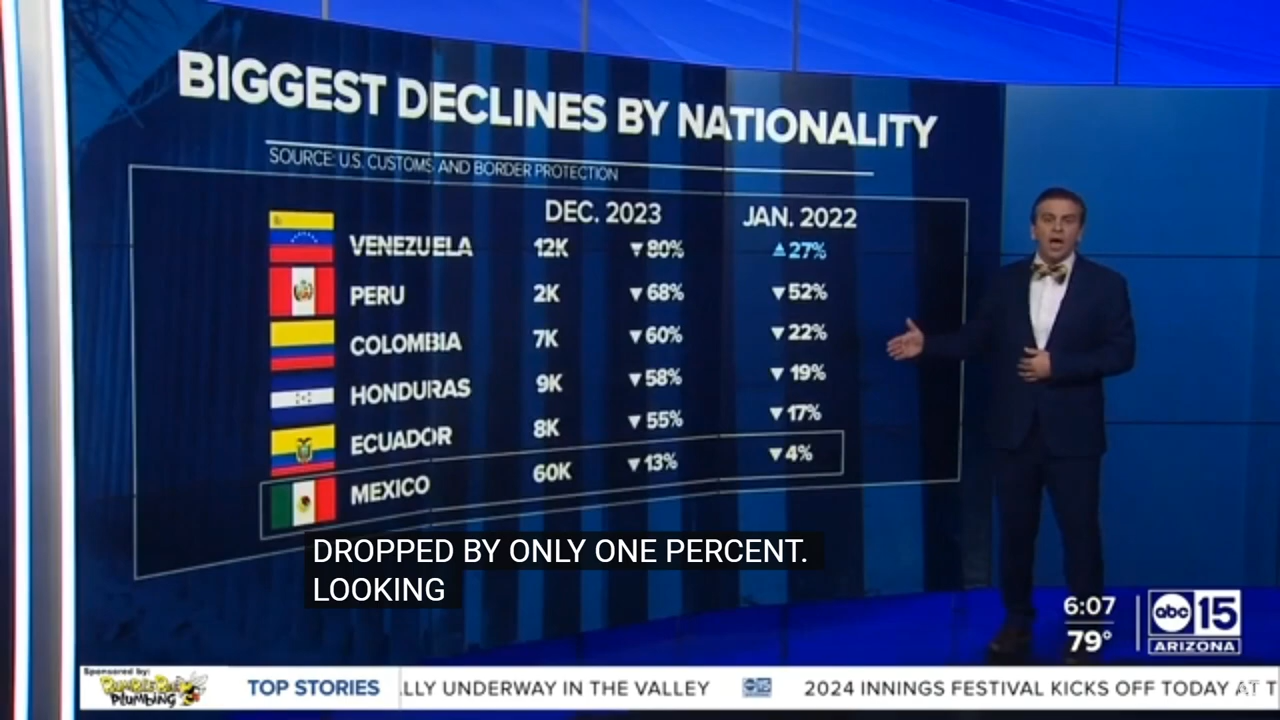 BIGGEST DECLINES BY NATIONALITY
SOURCE: U.S. CUSTOMS AND BORDER PROTECTION
DEC. 2023 JAN. 2022
VENEZUELA 12K ▼80% ▲27%
PERU 2K ▼68% ▼52%
COLOMBIA 7K ▼60% ▼22%
HONDURAS 9K ▼58% ▼19%
ECUADOR 8K ▼55% ▼17%
MEXICO 60K ▼13% ▼4%
DROPPED BY ONLY ONE PERCENT.
LOOKING
6:07
79°
abc 15
ARIZONA
Sponsored by:
BumbleBee
Plumbing
TOP STORIES LLY UNDERWAY IN THE VALLEY abc 15 2024 INNINGS FESTIVAL KICKS OFF TODAY AT T